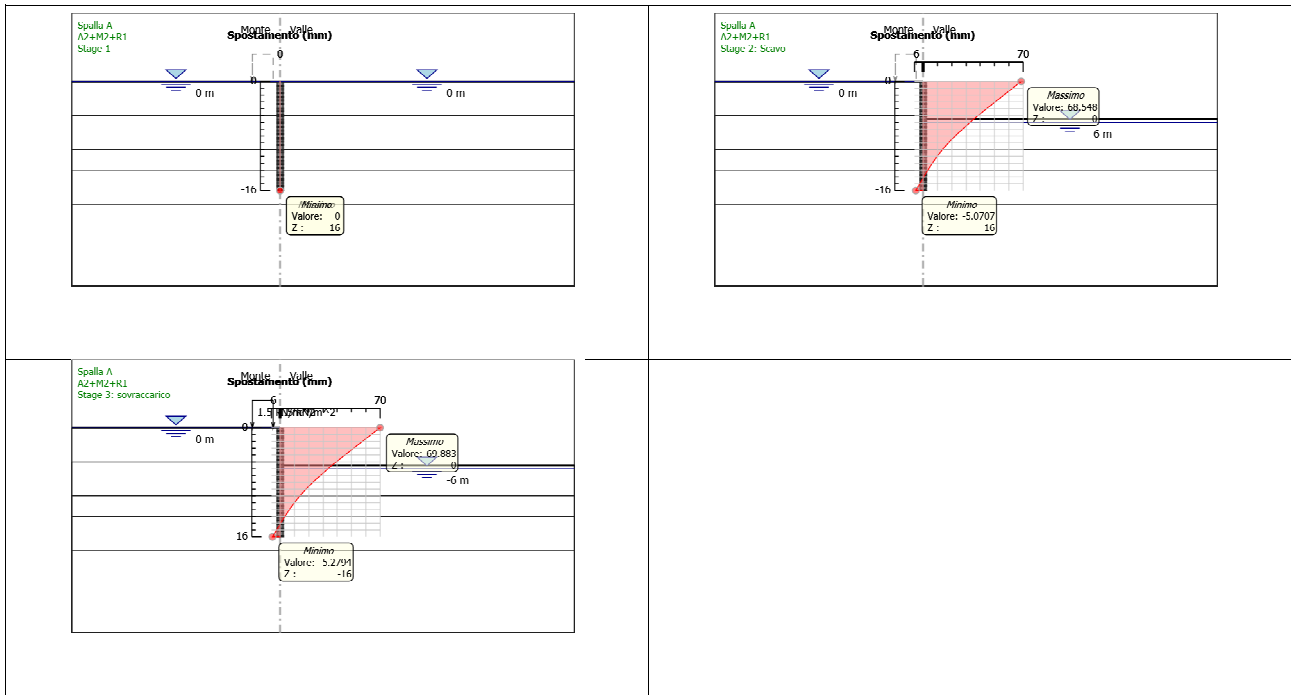 Spalla A
A2+M2+R1
Stage 1
Monte Valle
Spostamento (mm)
0
0
0 m
0 m
-16
Minimo
Valore: 0
Z : 16
Spalla A
A2+M2+R1
Stage 2: Scavo
Monte Valle
Spostamento (mm)
6 70
0
0 m
Massimo
Valore: 68,548
Z : 0
6 m
-16
Minimo
Valore: -5.0707
Z : 16
Spalla A
A2+M2+R1
Stage 3: sovraccarico
Monte Valle
Spostamento (mm)
6 70
0
0 m
Massimo
Valore: 69.883
Z : 0
-6 m
16
Minimo
Valore: 5.2794
Z : -16